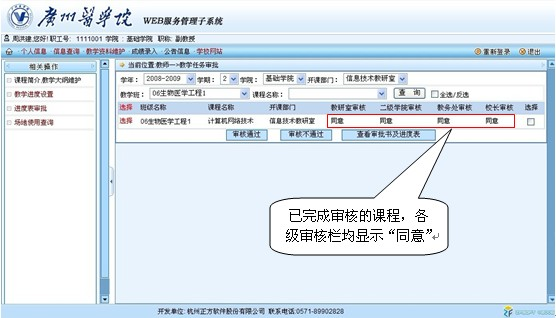 廣州醫學院 WEB服务管理子系统
周洪建,您好! 职工号: 1111001 学院: 基础学院 职称: 副教授
个人信息 信息查询 教学资料维护 成绩录入 公告信息 学校网站 重新登录 退出
相关操作
课程简介,教学大纲维护
教学进度设置
进度表审批
场地使用查询
当前位置:教师—>教学任务审批
学年: 2008-2009 学期: 2 学院: 基础学院 开课部门: 信息技术教研室
教学班: 06生物医学工程1 课程名称: 查 询 全选/反选
选择 班级名称 课程名称 开课部门 教研室审核 二级学院审核 教务处审核 校长审核 选择
选择 06生物医学工程1 计算机网络技术 信息技术教研室 同意 同意 同意 同意
审核通过 审核不通过 查看审批书及进度表
已完成审核的课程，各
级审核栏均显示“同意”
开发单位: 杭州正方软件股份有限公司 联系电话:0571-89902828